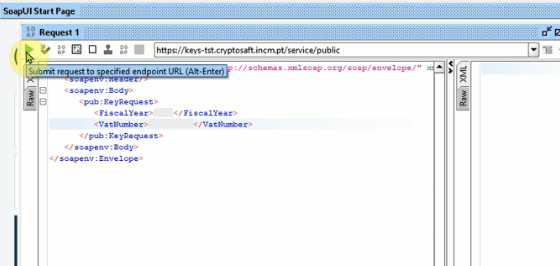 SoapUI Start Page
Request 1
https://keys-tst.cryptosaft.incm.pt/service/public
Submit request to specified endpoint URL (Alt-Enter)
p://schemas.xmlsoap.org/soap/envelope/"
<soapenv:Header/>
<soapenv:Body>
<pub:KeyRequest>
<FiscalYear> </FiscalYear>
<VatNumber> </VatNumber>
</pub:KeyRequest>
</soapenv:Body>
</soapenv:Envelope>
Raw
XML
Raw